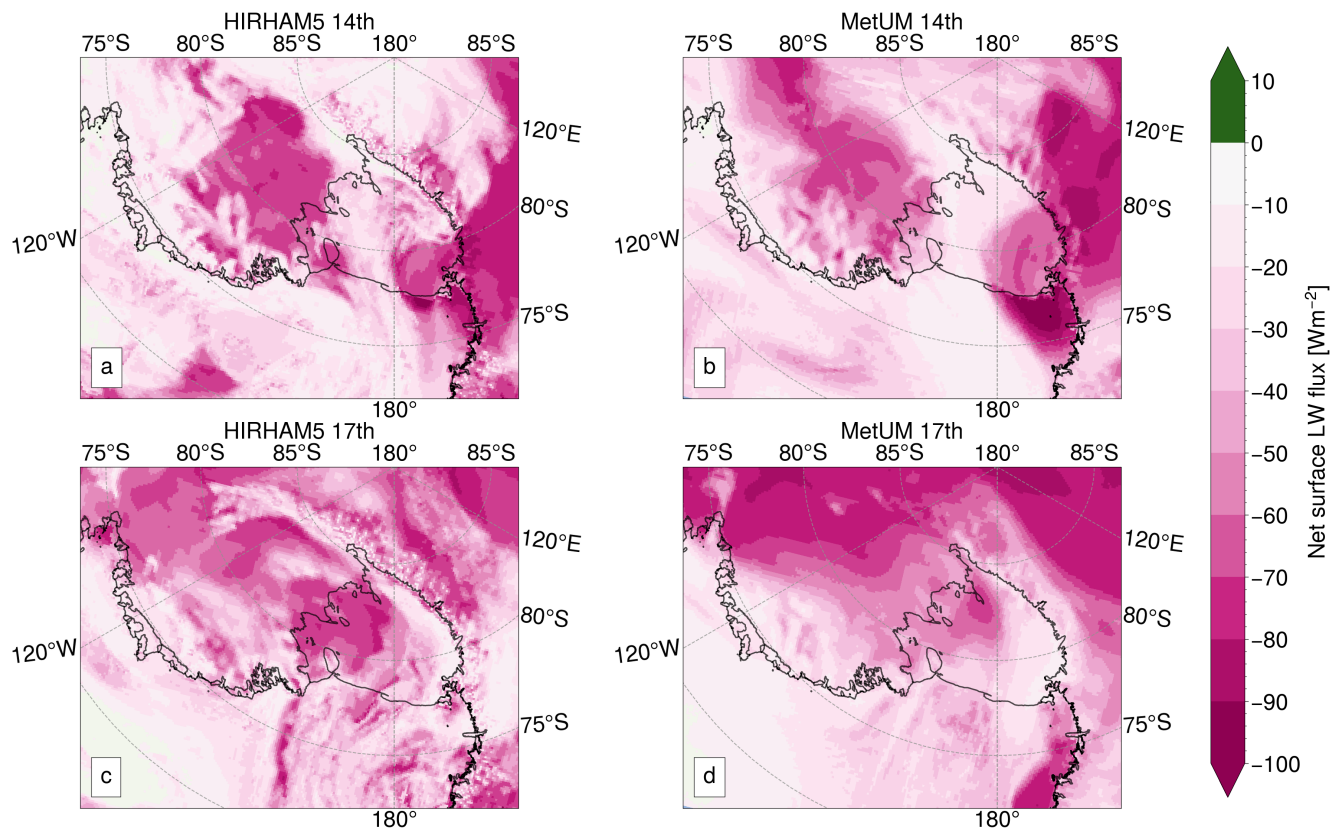 HIRHAM5 14th
75°S 80°S 85°S 180° 85°S
120°E
80°S
75°S
120°W
180°
a
MetUM 14th
75°S 80°S 85°S 180° 85°S
120°E
80°S
75°S
120°W
180°
b
HIRHAM5 17th
75°S 80°S 85°S 180° 85°S
120°E
80°S
75°S
120°W
180°
c
MetUM 17th
75°S 80°S 85°S 180° 85°S
120°E
80°S
75°S
120°W
180°
d
10
0
−10
−20
−30
−40
−50
−60
−70
−80
−90
−100
Net surface LW flux [Wm⁻²]